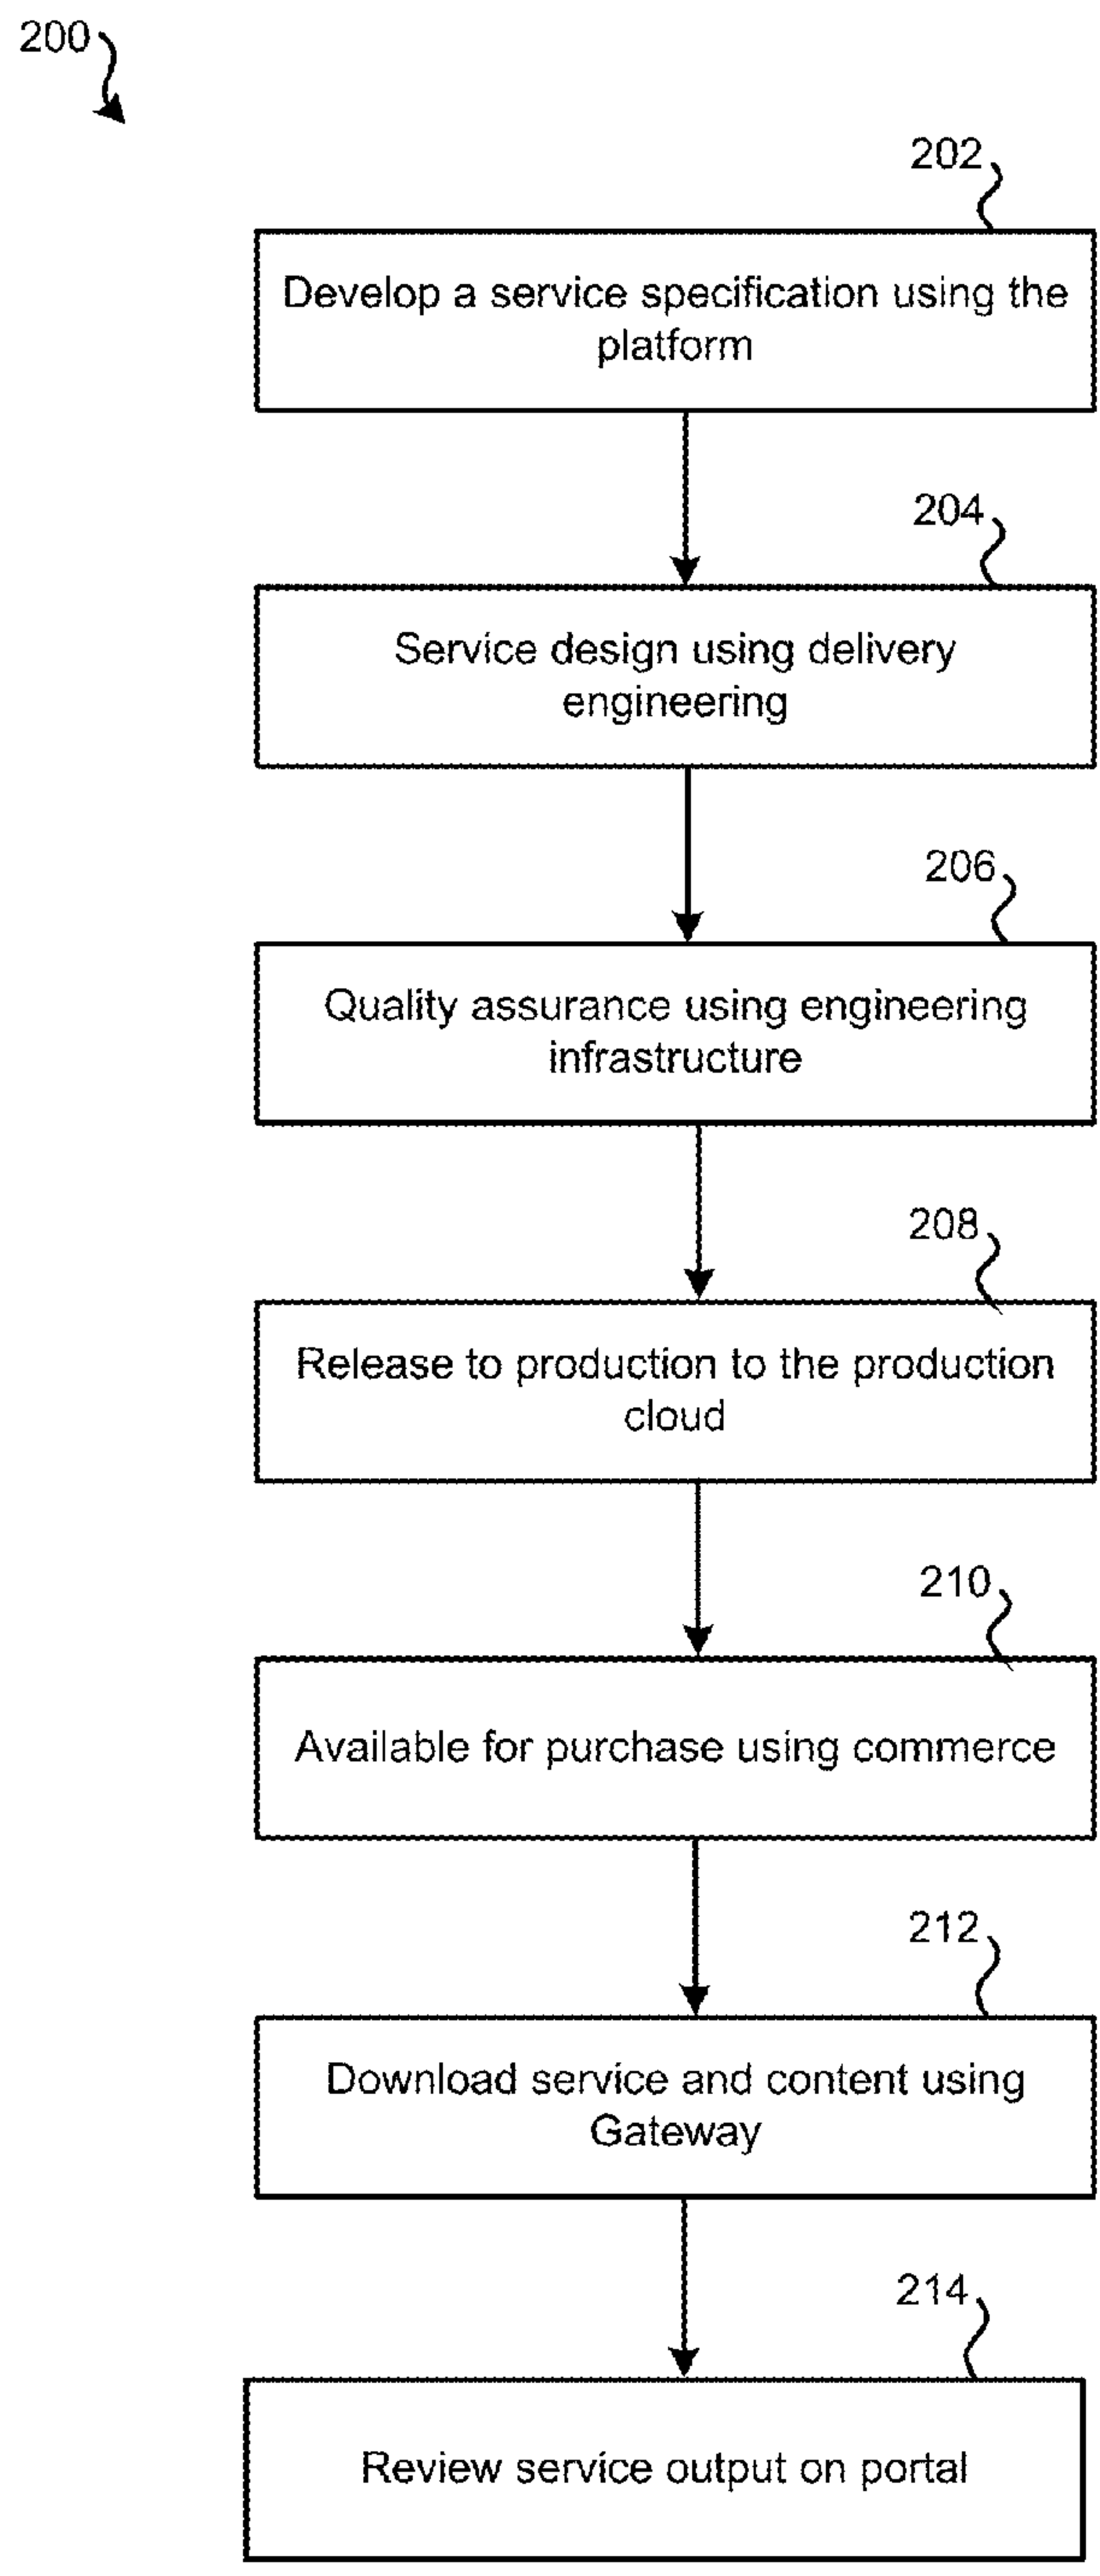 200
202
Develop a service specification using the
platform
204
Service design using delivery
engineering
206
Quality assurance using engineering
infrastructure
208
Release to production to the production
cloud
210
Available for purchase using commerce
212
Download service and content using
Gateway
214
Review service output on portal